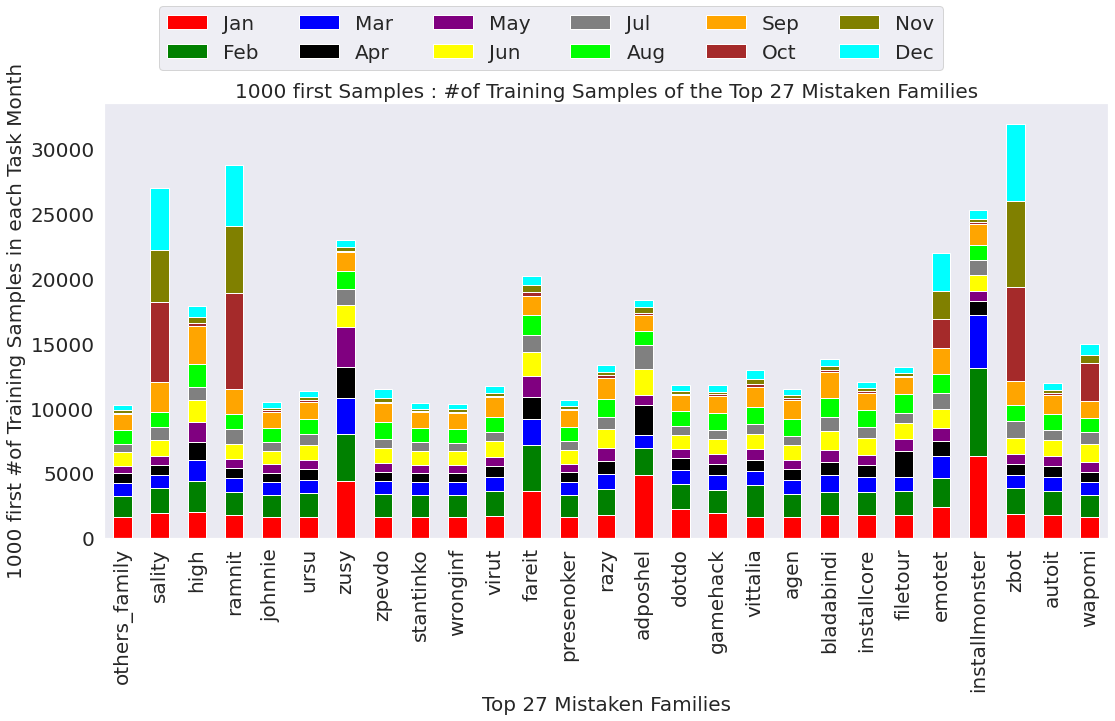 Jan Mar May Jul Sep Nov
Feb Apr Jun Aug Oct Dec
1000 first Samples : #of Training Samples of the Top 27 Mistaken Families
1000 first #of Training Samples in each Task Month
30000
25000
20000
15000
10000
5000
0
others_family
sality
high
ramnit
johnnie
ursu
zusy
zpevdo
stantinko
wronginf
virut
fareit
presenoker
razy
adposhel
dotdo
gamehack
vittalia
agen
bladabindi
installcore
filetour
emotet
installmonster
zbot
autoit
wapomi
Top 27 Mistaken Families